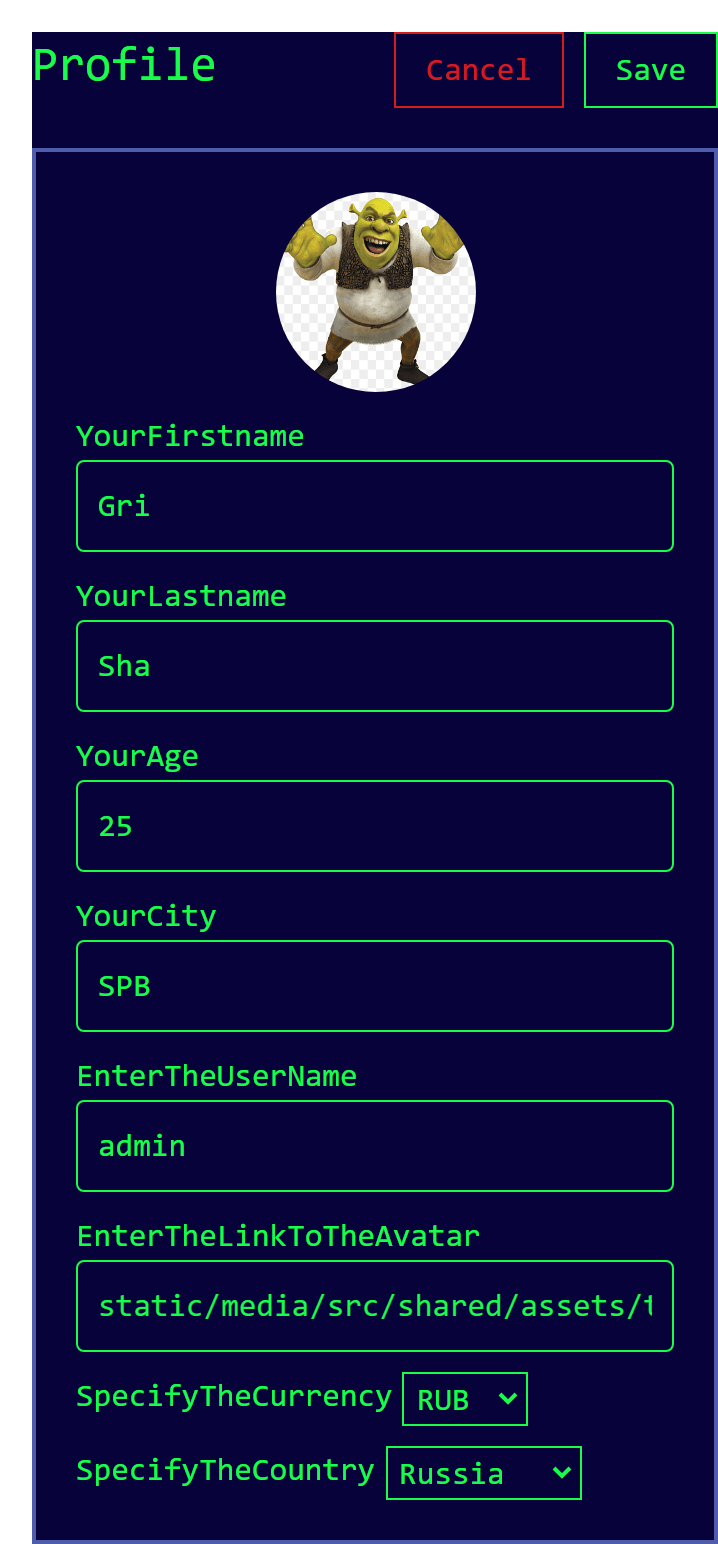 Profile
Cancel
Save
YourFirstname
Gri
YourLastname
Sha
YourAge
25
YourCity
SPB
EnterTheUserName
admin
EnterTheLinkToTheAvatar
static/media/src/shared/assets/t
SpecifyTheCurrency RUB
SpecifyTheCountry Russia